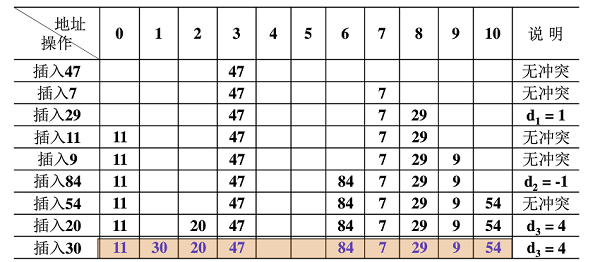 地址
操作 0 1 2 3 4 5 6 7 8 9 10 说 明
插入47 47 无冲突
插入7 47 7 无冲突
插入29 47 7 29 d₁ = 1
插入11 11 47 7 29 无冲突
插入9 11 47 7 29 9 无冲突
插入84 11 47 84 7 29 9 d₂ = -1
插入54 11 47 84 7 29 9 54 无冲突
插入20 11 20 47 84 7 29 9 54 d₃ = 4
插入30 11 30 20 47 84 7 29 9 54 d₃ = 4